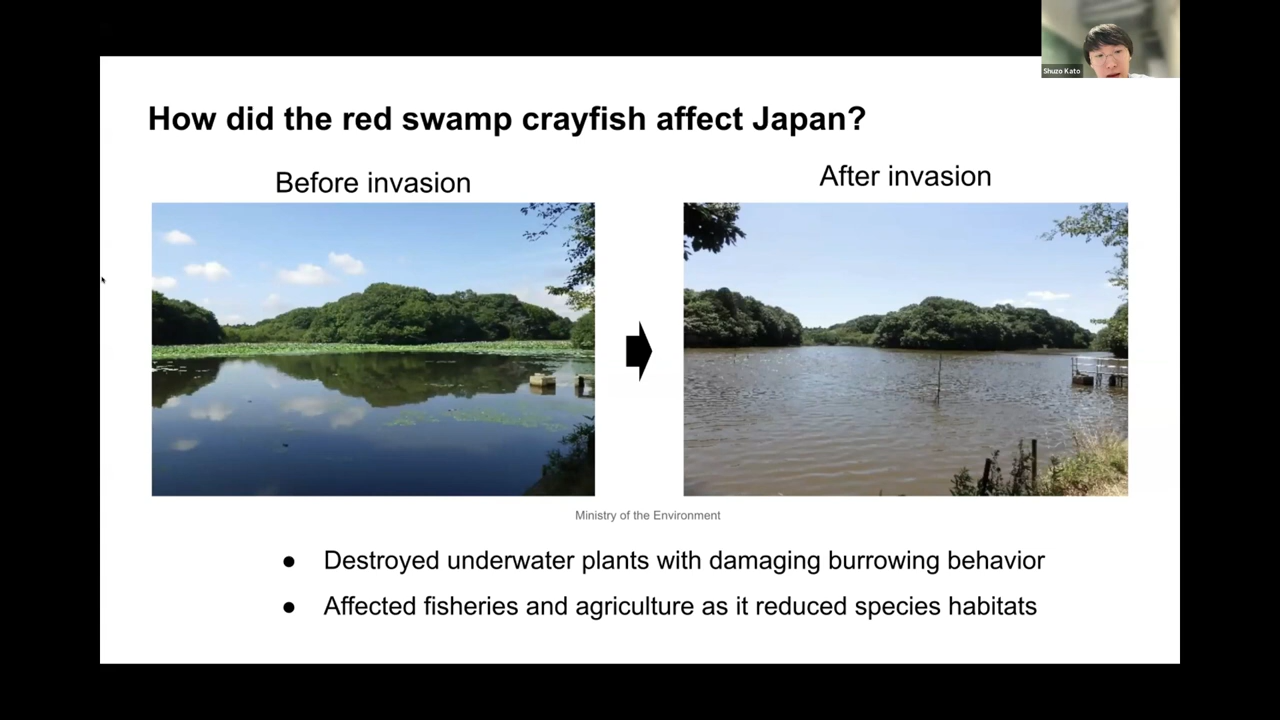 Shuzo Kato
How did the red swamp crayfish affect Japan?
Before invasion
After invasion
Ministry of the Environment
● Destroyed underwater plants with damaging burrowing behavior
● Affected fisheries and agriculture as it reduced species habitats